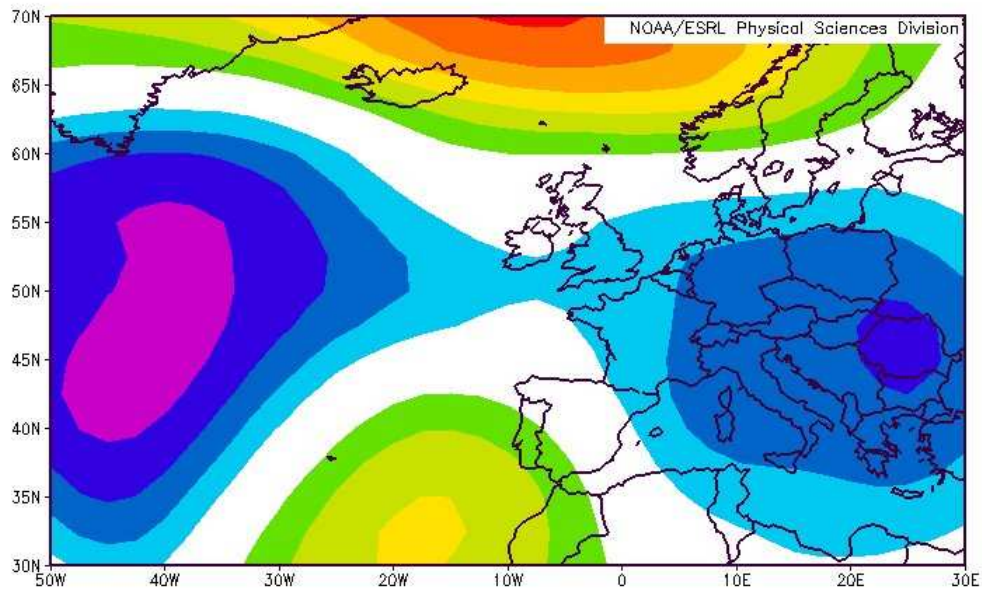 70N
NOAA/ESRL Physical Sciences Division
65N
60N
55N
50N
45N
40N
35N
30N
50W 40W 30W 20W 10W 0 10E 20E 30E